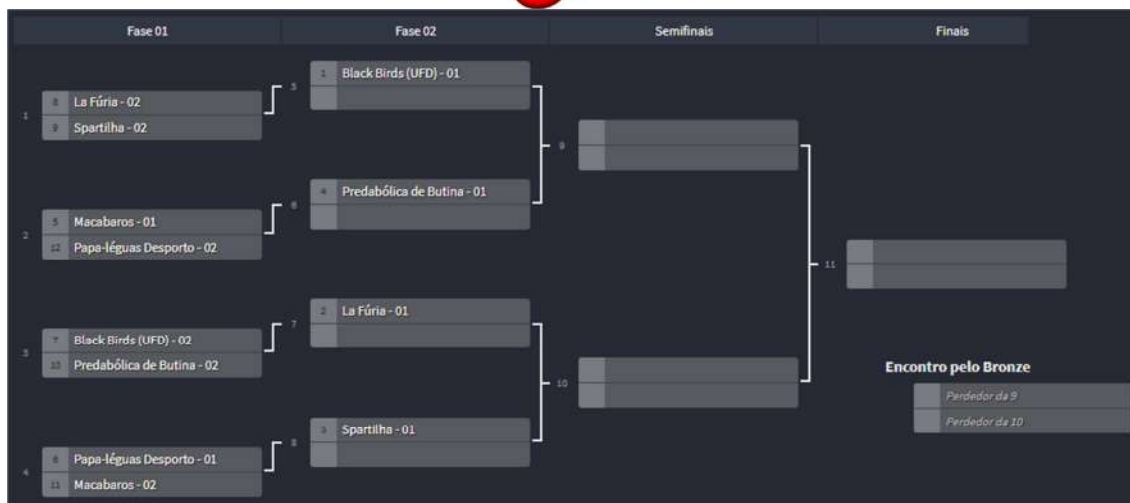 Fase 01
Fase 02
Semifinais
Finais
1
8 La Fúria - 02
9 Spartilha - 02
2
5 Macabaros - 01
12 Papa-léguas Desporto - 02
3
7 Black Birds (UFD) - 02
10 Predabólica de Butina - 02
4
6 Papa-léguas Desporto - 01
11 Macabaros - 02
5
1 Black Birds (UFD) - 01
6
4 Predabólica de Butina - 01
7
2 La Fúria - 01
8
3 Spartilha - 01
9
10
11
Encontro pelo Bronze
Perdedor da 9
Perdedor da 10